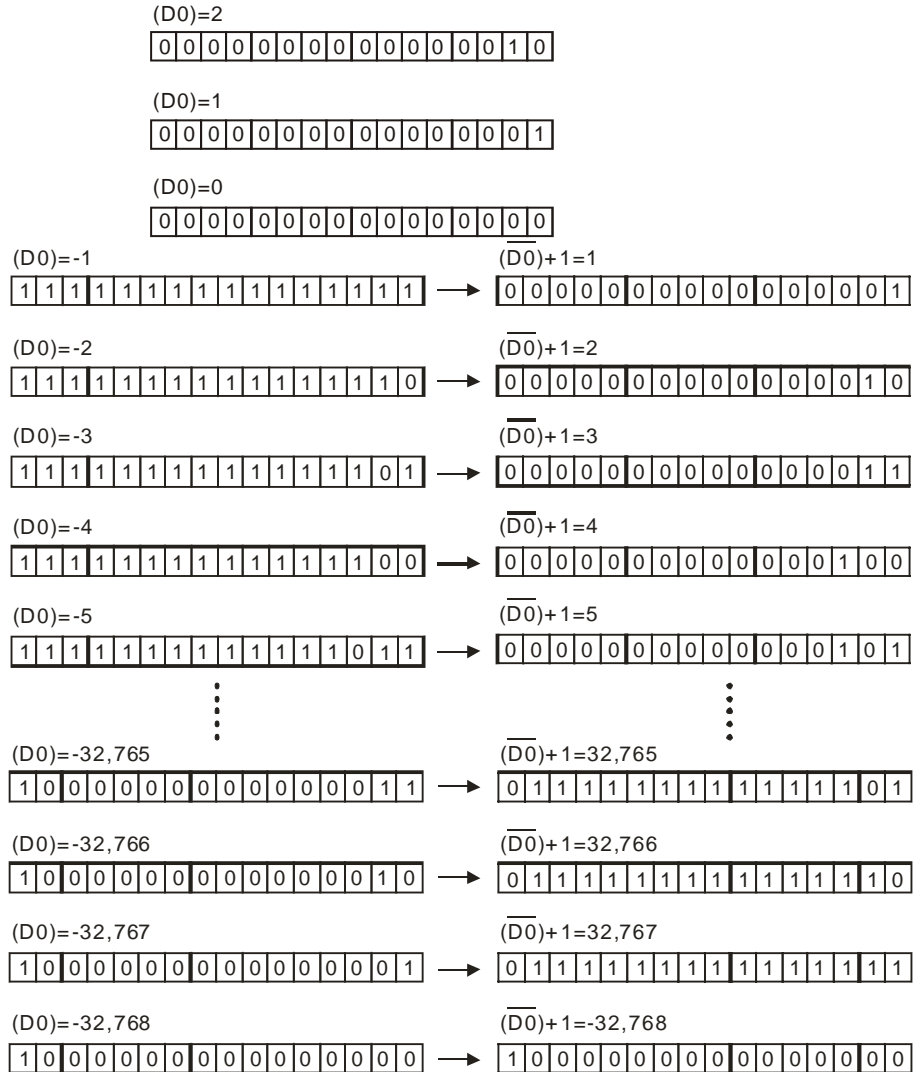 (D0)=2
0 0 0 0 0 0 0 0 0 0 0 0 0 0 1 0
(D0)=1
0 0 0 0 0 0 0 0 0 0 0 0 0 0 0 1
(D0)=0
0 0 0 0 0 0 0 0 0 0 0 0 0 0 0 0
(D0)=-1
(D̅0̅)+1=1
1 1 1 1 1 1 1 1 1 1 1 1 1 1 1 1
0 0 0 0 0 0 0 0 0 0 0 0 0 0 0 1
(D0)=-2
(D̅0̅)+1=2
1 1 1 1 1 1 1 1 1 1 1 1 1 1 1 0
0 0 0 0 0 0 0 0 0 0 0 0 0 0 1 0
(D0)=-3
(D̅0̅)+1=3
1 1 1 1 1 1 1 1 1 1 1 1 1 1 0 1
0 0 0 0 0 0 0 0 0 0 0 0 0 0 1 1
(D0)=-4
(D̅0̅)+1=4
1 1 1 1 1 1 1 1 1 1 1 1 1 1 0 0
0 0 0 0 0 0 0 0 0 0 0 0 0 1 0 0
(D0)=-5
(D̅0̅)+1=5
1 1 1 1 1 1 1 1 1 1 1 1 1 0 1 1
0 0 0 0 0 0 0 0 0 0 0 0 0 1 0 1
(D0)=-32,765
(D̅0̅)+1=32,765
1 0 0 0 0 0 0 0 0 0 0 0 0 0 1 1
0 1 1 1 1 1 1 1 1 1 1 1 1 1 0 1
(D0)=-32,766
(D̅0̅)+1=32,766
1 0 0 0 0 0 0 0 0 0 0 0 0 0 1 0
0 1 1 1 1 1 1 1 1 1 1 1 1 1 1 0
(D0)=-32,767
(D̅0̅)+1=32,767
1 0 0 0 0 0 0 0 0 0 0 0 0 0 0 1
0 1 1 1 1 1 1 1 1 1 1 1 1 1 1 1
(D0)=-32,768
(D̅0̅)+1=-32,768
1 0 0 0 0 0 0 0 0 0 0 0 0 0 0 0
1 0 0 0 0 0 0 0 0 0 0 0 0 0 0 0